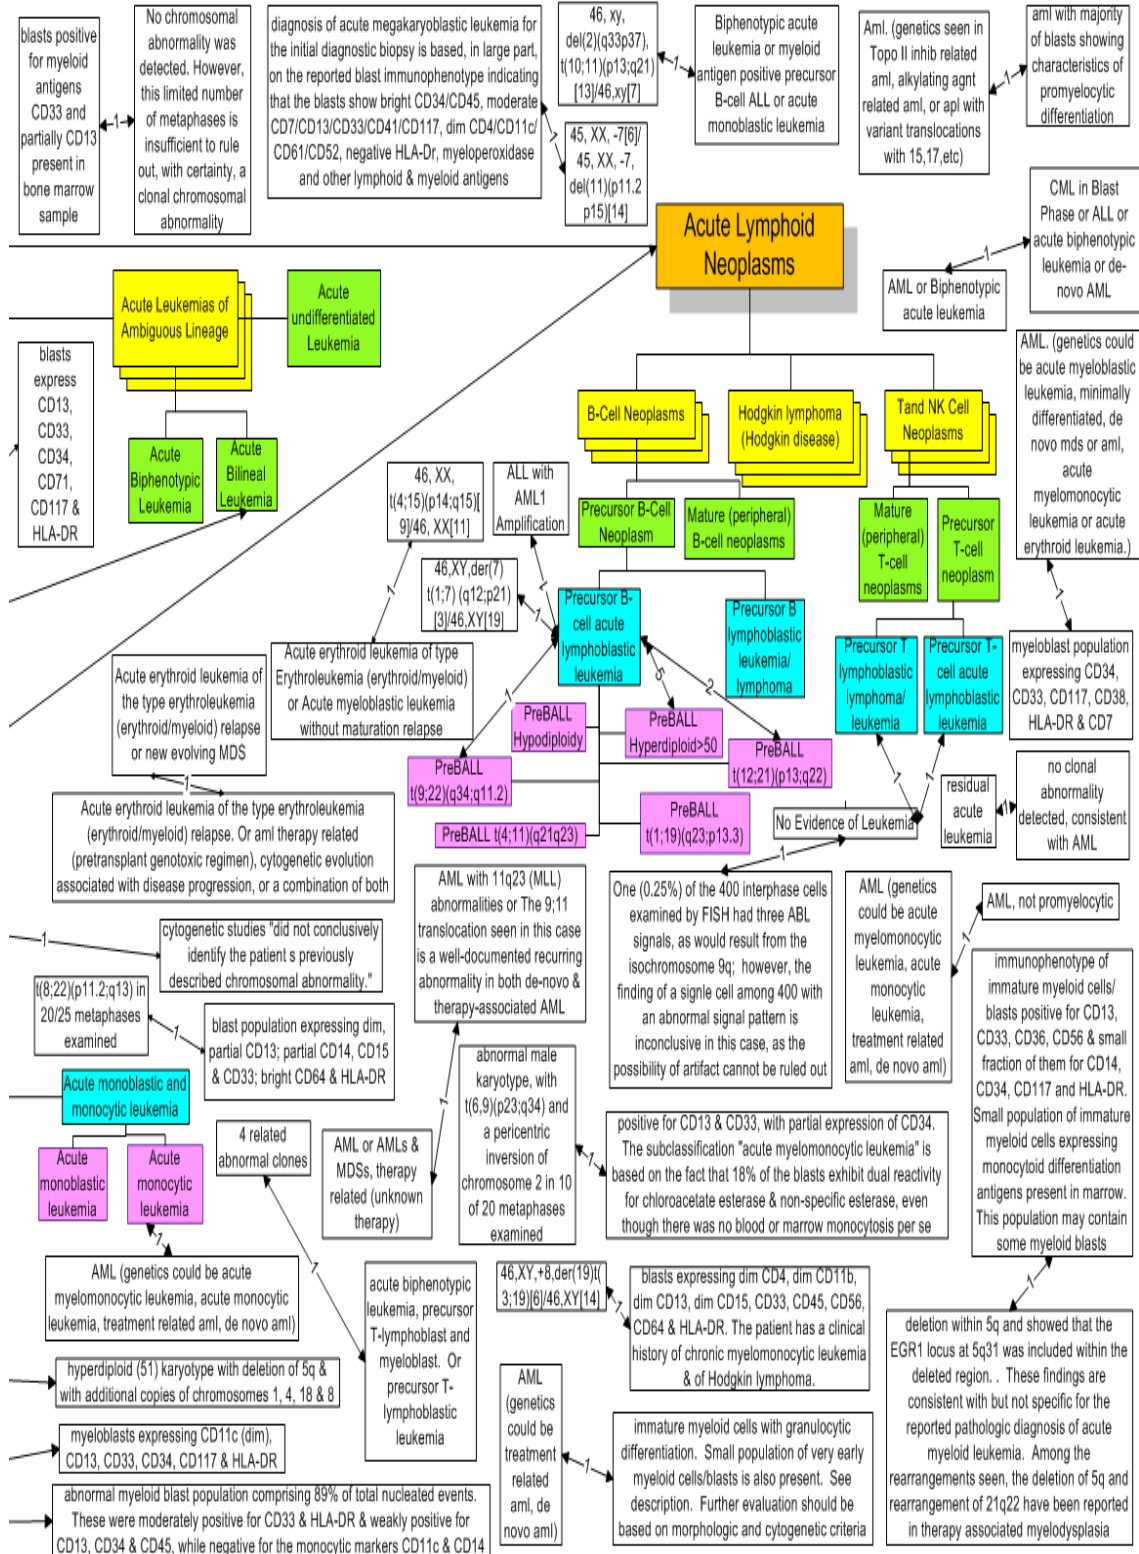 blasts positive
for myeloid
antigens
CD33 and
partially CD13
present in
bone marrow
sample
1
No chromosomal
abnormality was
detected. However,
this limited number
of metaphases is
insufficient to rule
out, with certainty, a
clonal chromosomal
abnormality
diagnosis of acute megakaryoblastic leukemia for
the initial diagnostic biopsy is based, in large part,
on the reported blast immunophenotype indicating
that the blasts show bright CD34/CD45, moderate
CD7/CD13/CD33/CD41/CD117, dim CD4/CD11c/
CD61/CD52, negative HLA-Dr, myeloperoxidase
and other lymphoid & myeloid antigens
1
46, xy,
del(2)(q33p37),
t(10;11)(p13;q21)
[13]/46,xy[7]
1
45, XX, -7[6]/
45, XX, -7,
del(11)(p11.2
p15)[14]
Biphenotypic acute
leukemia or myeloid
antigen positive precursor
B-cell ALL or acute
monoblastic leukemia
Aml. (genetics seen in
Topo II inhib related
aml, alkylating agnt
related aml, or apl with
variant translocations
with 15,17,etc)
1
aml with majority
of blasts showing
characteristics of
promyelocytic
differentiation
Acute Lymphoid
Neoplasms
CML in Blast
Phase or ALL or
acute biphenotypic
leukemia or de-
novo AML
1
AML or Biphenotypic
acute leukemia
Acute Leukemias of
Ambiguous Lineage
Acute
undifferentiated
Leukemia
blasts
express
CD13,
CD33,
CD34,
CD71,
CD117 &
HLA-DR
Acute
Biphenotypic
Leukemia
Acute
Bilineal
Leukemia
B-Cell Neoplasms
Hodgkin lymphoma
(Hodgkin disease)
Tand NK Cell
Neoplasms
AML. (genetics could
be acute myeloblastic
leukemia, minimally
differentiated, de
novo mds or aml,
acute
myelomonocytic
leukemia or acute
erythroid leukemia.)
1
46, XX,
t(4;15)(p14;q15)[
9]/46, XX[11]
1
ALL with
AML1
Amplification
1
Precursor B-Cell
Neoplasm
Mature (peripheral)
B-cell neoplasms
Mature
(peripheral)
T-cell
neoplasms
Precursor
T-cell
neoplasm
46,XY,der(7)
t(1;7) (q12;p21)
[3]/46,XY[19]
1
Precursor B-
cell acute
lymphoblastic
leukemia
Precursor B
lymphoblastic
leukemia/
lymphoma
Precursor T
lymphoblastic
lymphoma/
leukemia
Precursor T-
cell acute
lymphoblastic
leukemia
myeloblast population
expressing CD34,
CD33, CD117, CD38,
HLA-DR & CD7
Acute erythroid leukemia of
the type erythroleukemia
(erythroid/myeloid) relapse
or new evolving MDS
1
Acute erythroid leukemia of type
Erythroleukemia (erythroid/myeloid)
or Acute myeloblastic leukemia
without maturation relapse
1
5
2
PreBALL
Hypodiploidy
PreBALL
Hyperdiploid>50
PreBALL
t(9;22)(q34;q11.2)
PreBALL
t(12;21)(p13;q22)
PreBALL t(4;11)(q21q23)
PreBALL
t(1;19)(q23;p13.3)
1
1
No Evidence of Leukemia
1
residual
acute
leukemia
1
no clonal
abnormality
detected, consistent
with AML
Acute erythroid leukemia of the type erythroleukemia
(erythroid/myeloid) relapse. Or aml therapy related
(pretransplant genotoxic regimen), cytogenetic evolution
associated with disease progression, or a combination of both
AML with 11q23 (MLL)
abnormalities or The 9;11
translocation seen in this case
is a well-documented recurring
abnormality in both de-novo &
therapy-associated AML
1
One (0.25%) of the 400 interphase cells
examined by FISH had three ABL
signals, as would result from the
isochromosome 9q; however, the
finding of a signle cell among 400 with
an abnormal signal pattern is
inconclusive in this case, as the
possibility of artifact cannot be ruled out
AML (genetics
could be acute
myelomonocytic
leukemia, acute
monocytic
leukemia,
treatment related
aml, de novo aml)
1
AML, not promyelocytic
1
cytogenetic studies "did not conclusively
identify the patient s previously
described chromosomal abnormality."
t(8;22)(p11.2;q13) in
20/25 metaphases
examined
1
blast population expressing dim,
partial CD13; partial CD14, CD15
& CD33; bright CD64 & HLA-DR
immunophenotype of
immature myeloid cells/
blasts positive for CD13,
CD33, CD36, CD56 & small
fraction of them for CD14,
CD34, CD117 and HLA-DR.
Small population of immature
myeloid cells expressing
monocytoid differentiation
antigens present in marrow.
This population may contain
some myeloid blasts
1
Acute monoblastic and
monocytic leukemia
Acute
monoblastic
leukemia
Acute
monocytic
leukemia
1
4 related
abnormal clones
1
AML or AMLs &
MDSs, therapy
related (unknown
therapy)
abnormal male
karyotype, with
t(6,9)(p23;q34) and
a pericentric
inversion of
chromosome 2 in 10
of 20 metaphases
examined
1
positive for CD13 & CD33, with partial expression of CD34.
The subclassification "acute myelomonocytic leukemia" is
based on the fact that 18% of the blasts exhibit dual reactivity
for chloroacetate esterase & non-specific esterase, even
though there was no blood or marrow monocytosis per se
AML (genetics could be acute
myelomonocytic leukemia, acute monocytic
leukemia, treatment related aml, de novo aml)
acute biphenotypic
leukemia, precursor
T-lymphoblast and
myeloblast. Or
precursor T-
lymphoblastic
leukemia
46,XY,+8,der(19)t(
3;19)[6]/46,XY[14]
1
blasts expressing dim CD4, dim CD11b,
dim CD13, dim CD15, CD33, CD45, CD56,
CD64 & HLA-DR. The patient has a clinical
history of chronic myelomonocytic leukemia
& of Hodgkin lymphoma.
deletion within 5q and showed that the
EGR1 locus at 5q31 was included within the
deleted region. . These findings are
consistent with but not specific for the
reported pathologic diagnosis of acute
myeloid leukemia. Among the
rearrangements seen, the deletion of 5q and
rearrangement of 21q22 have been reported
in therapy associated myelodysplasia
hyperdiploid (51) karyotype with deletion of 5q &
with additional copies of chromosomes 1, 4, 18 & 8
myeloblasts expressing CD11c (dim),
CD13, CD33, CD34, CD117 & HLA-DR
AML
(genetics
could be
treatment
related
aml, de
novo aml)
1
immature myeloid cells with granulocytic
differentiation. Small population of very early
myeloid cells/blasts is also present. See
description. Further evaluation should be
based on morphologic and cytogenetic criteria
abnormal myeloid blast population comprising 89% of total nucleated events.
These were moderately positive for CD33 & HLA-DR & weakly positive for
CD13, CD34 & CD45, while negative for the monocytic markers CD11c & CD14